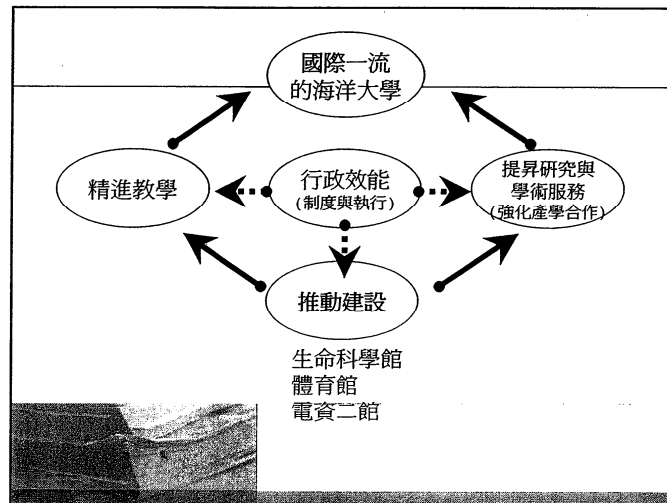 國際一流
的海洋大學
精進教學
行政效能
(制度與執行)
提昇研究與
學術服務
(強化產學合作)
推動建設
生命科學館
體育館
電資二館